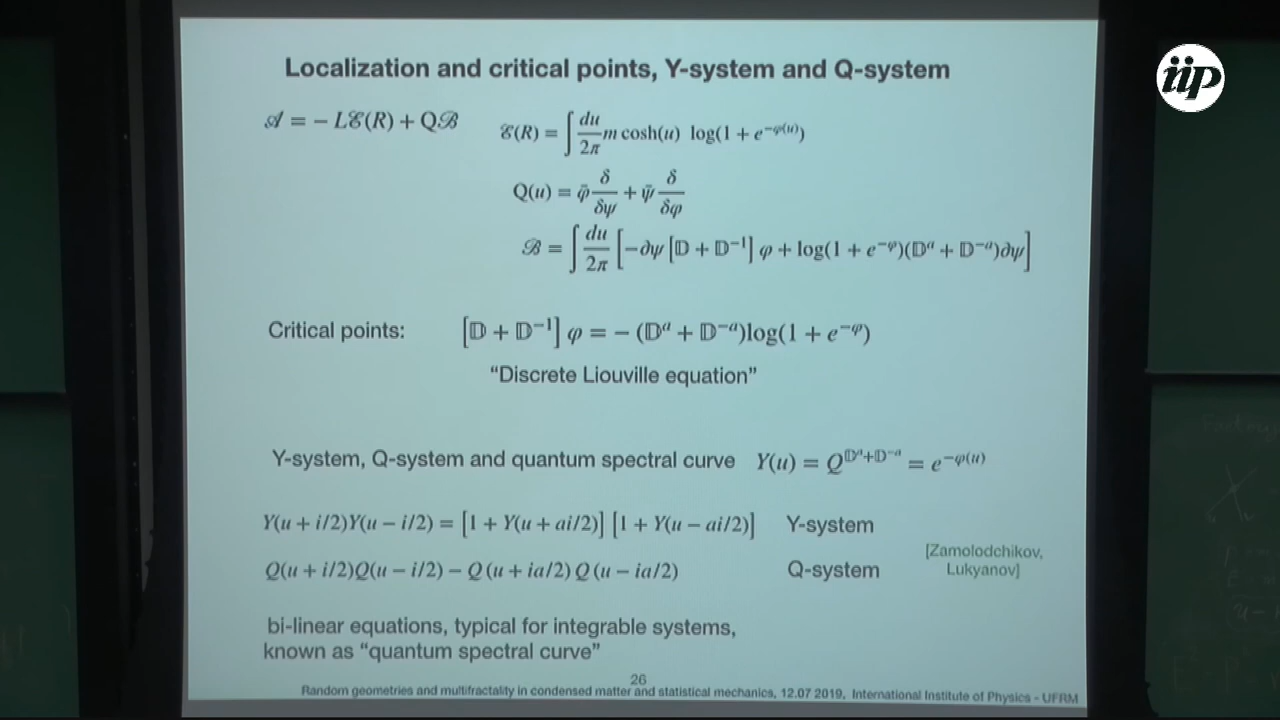 iip
Localization and critical points, Y-system and Q-system
𝒜 = − Lℰ(R) + Qℬ
ℰ(R) = ∫ du/2π m cosh(u) log(1 + e^{−φ(u)})
Q(u) = φ̄ δ/δψ + ψ̄ δ/δφ
ℬ = ∫ du/2π [−∂ψ [𝔻 + 𝔻^{−1}] φ + log(1 + e^{−φ})(𝔻^a + 𝔻^{−a})∂ψ]
Critical points: [𝔻 + 𝔻^{−1}] φ = − (𝔻^a + 𝔻^{−a})log(1 + e^{−φ})
“Discrete Liouville equation”
Y-system, Q-system and quantum spectral curve Y(u) = Q^{𝔻^a+𝔻^{−a}} = e^{−φ(u)}
Y(u + i/2)Y(u − i/2) = [1 + Y(u + ai/2)] [1 + Y(u − ai/2)] Y-system
[Zamolodchikov,
Lukyanov]
Q(u + i/2)Q(u − i/2) − Q (u + ia/2) Q (u − ia/2) Q-system
bi-linear equations, typical for integrable systems,
known as “quantum spectral curve”
26
Random geometries and multifractality in condensed matter and statistical mechanics, 12.07 2019, International Institute of Physics - UFRM